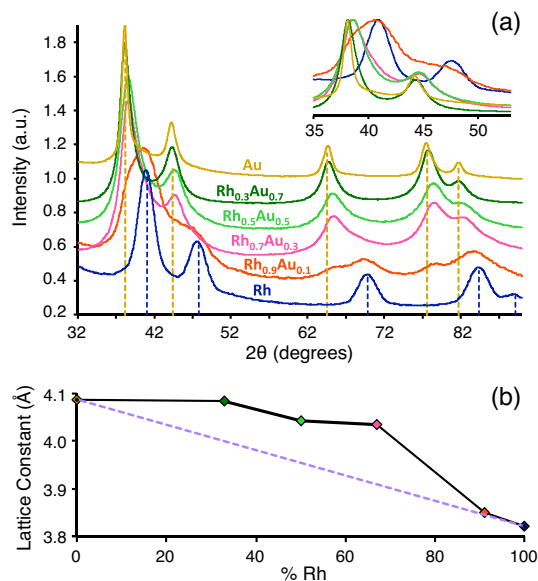 (a)
1.8
1.6
1.4
1.2
1.0
0.8
0.6
0.4
0.2
Intensity (a.u.)
35 40 45 50
Au
Rh0.3Au0.7
Rh0.5Au0.5
Rh0.7Au0.3
Rh0.9Au0.1
Rh
32 42 52 62 72 82
2θ (degrees)
(b)
4.1
4.0
3.9
3.8
Lattice Constant (Å)
0 20 40 60 80 100
% Rh